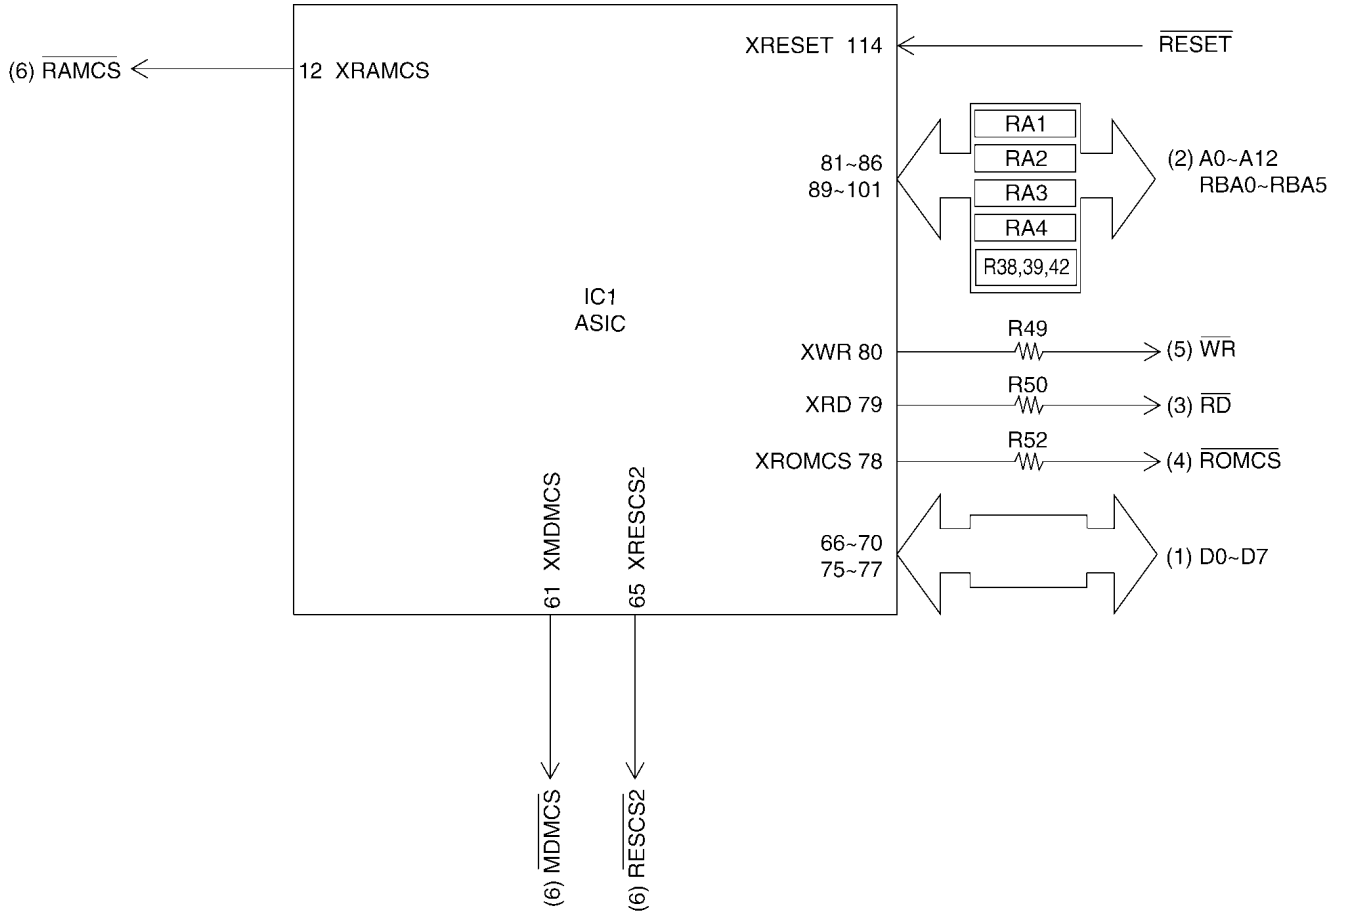 XRESET 114
RESET
(6) RAMCS
12 XRAMCS
RA1
RA2
RA3
RA4
R38,39,42
81~86
89~101
(2) A0~A12
RBA0~RBA5
IC1
ASIC
R49
XWR 80
(5) WR
R50
XRD 79
(3) RD
R52
XROMCS 78
(4) ROMCS
66~70
75~77
(1) D0~D7
61 XMDMCS
65 XRESCS2
(6) MDMCS
(6) RESCS2